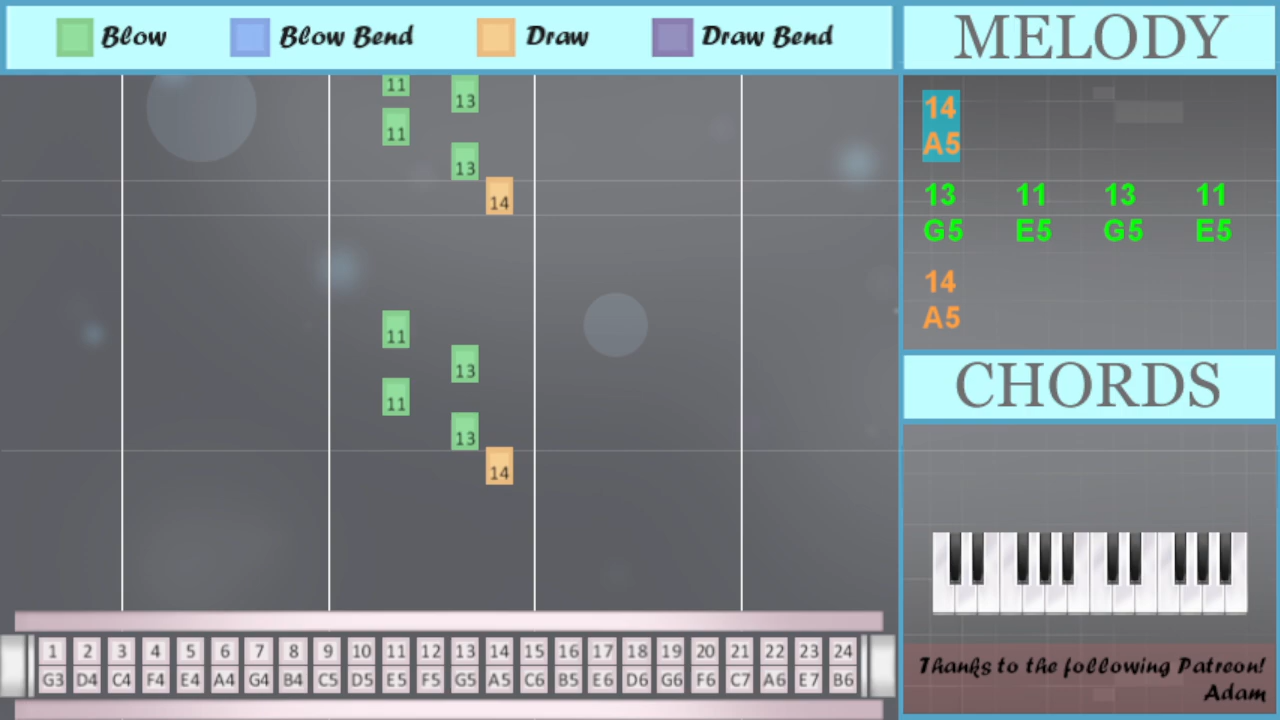 Blow Blow Bend Draw Draw Bend
MELODY
11
13
11
13
14
11
13
11
13
14
14
A5
13 11 13 11
G5 E5 G5 E5
14
A5
CHORDS
1 2 3 4 5 6 7 8 9 10 11 12 13 14 15 16 17 18 19 20 21 22 23 24
G3 D4 C4 F4 E4 A4 G4 B4 C5 D5 E5 F5 G5 A5 C6 B5 E6 D6 G6 F6 C7 A6 E7 B6
Thanks to the following Patreon!
Adam